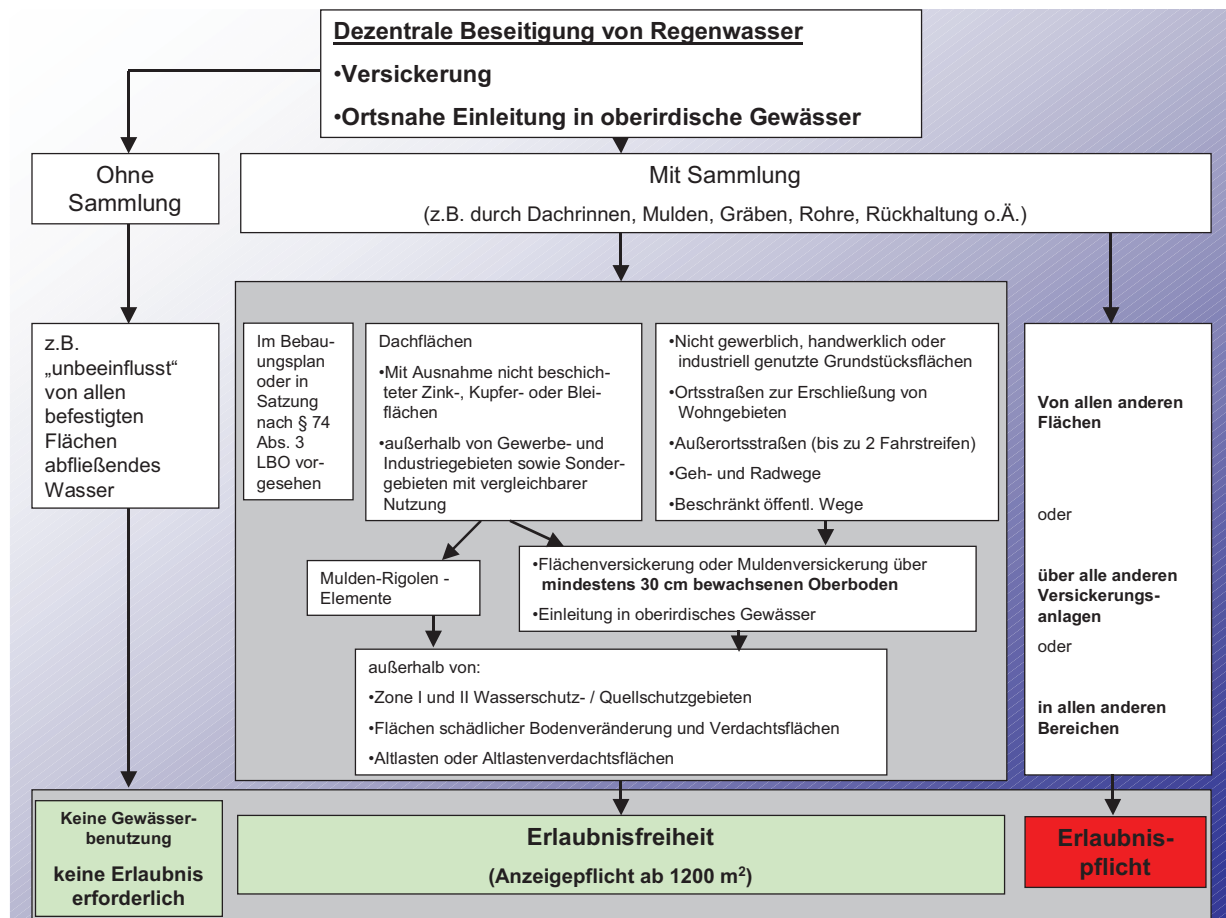 Dezentrale Beseitigung von Regenwasser
•Versickerung
•Ortsnahe Einleitung in oberirdische Gewässer
Ohne
Sammlung
Mit Sammlung
(z.B. durch Dachrinnen, Mulden, Gräben, Rohre, Rückhaltung o.Ä.)
z.B.
„unbeeinflusst“
von allen
befestigten
Flächen
abfließendes
Wasser
Im Bebau-
ungsplan
oder in
Satzung
nach § 74
Abs. 3
LBO vor-
gesehen
Dachflächen
•Mit Ausnahme nicht beschich-
teter Zink-, Kupfer- oder Blei-
flächen
•außerhalb von Gewerbe- und
Industriegebieten sowie Sonder-
gebieten mit vergleichbarer
Nutzung
•Nicht gewerblich, handwerklich oder
industriell genutzte Grundstücksflächen
•Ortsstraßen zur Erschließung von
Wohngebieten
•Außerortsstraßen (bis zu 2 Fahrstreifen)
•Geh- und Radwege
•Beschränkt öffentl. Wege
Von allen anderen
Flächen
oder
über alle anderen
Versickerungs-
anlagen
oder
in allen anderen
Bereichen
Mulden-Rigolen -
Elemente
•Flächenversickerung oder Muldenversickerung über
mindestens 30 cm bewachsenen Oberboden
•Einleitung in oberirdisches Gewässer
außerhalb von:
•Zone I und II Wasserschutz- / Quellschutzgebieten
•Flächen schädlicher Bodenveränderung und Verdachtsflächen
•Altlasten oder Altlastenverdachtsflächen
Keine Gewässer-
benutzung
keine Erlaubnis
erforderlich
Erlaubnisfreiheit
(Anzeigepflicht ab 1200 m²)
Erlaubnis-
pflicht